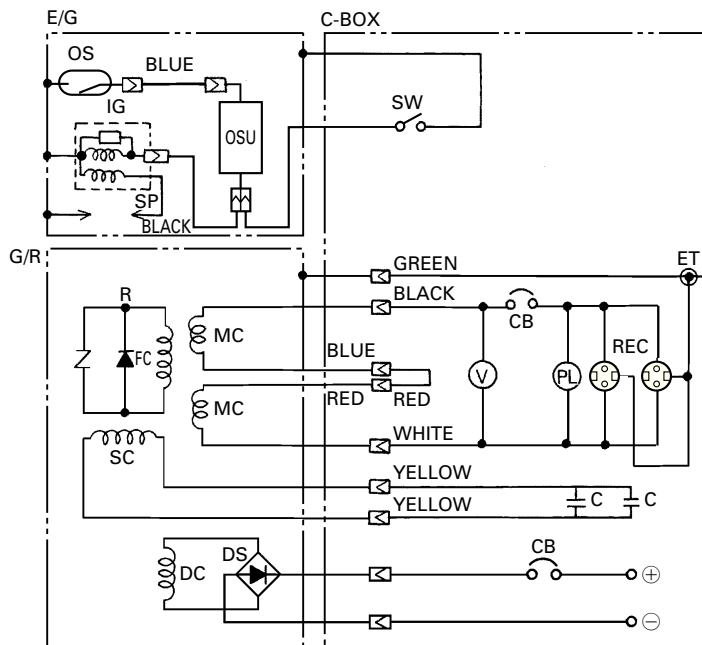 E/G
C-BOX
OS
BLUE
IG
SW
OSU
SP
BLACK
G/R
GREEN
ET
R
BLACK
MC
CB
FC
BLUE
REC
V
PL
MC
RED
RED
WHITE
SC
YELLOW
C
C
YELLOW
DC
DS
CB
+
−